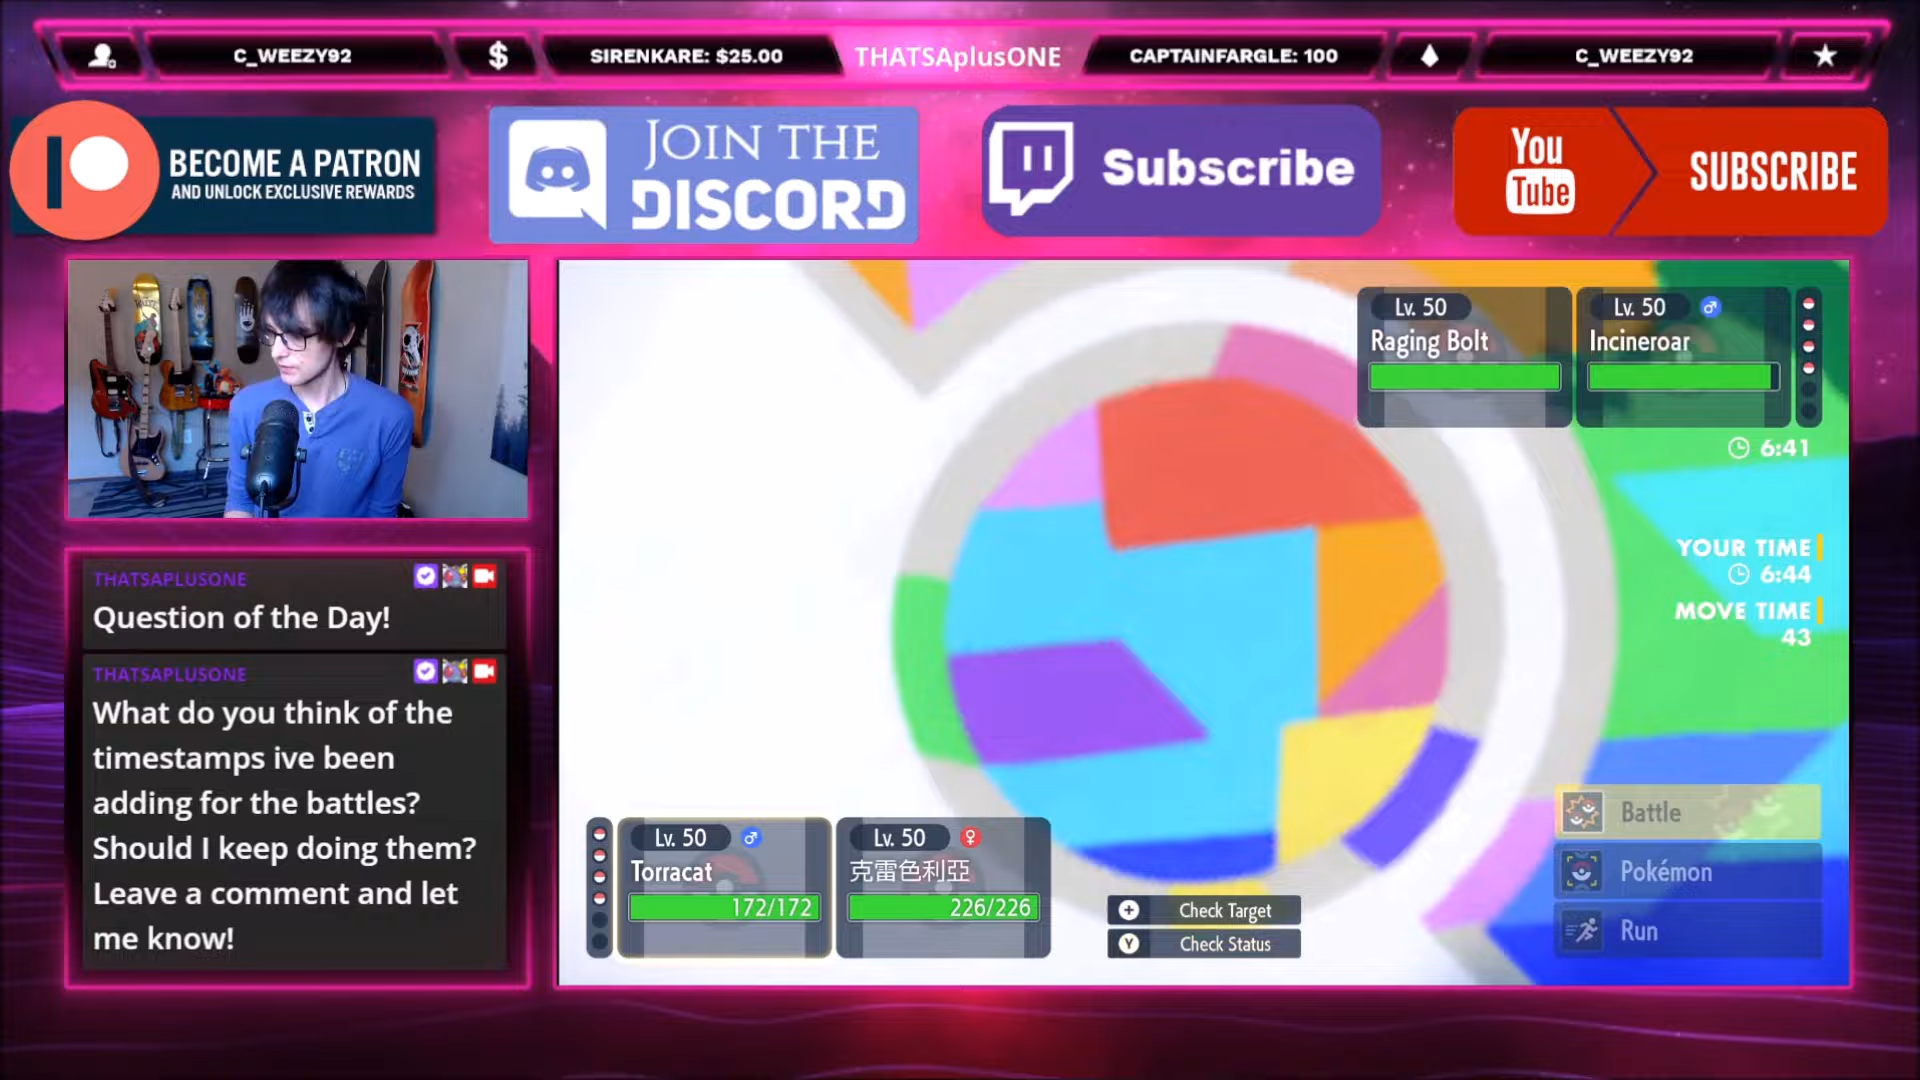 C_WEEZY92
SIRENKARE: $25.00
THATSAplusONE
CAPTAINFARGLE: 100
C_WEEZY92
BECOME A PATRON
AND UNLOCK EXCLUSIVE REWARDS
JOIN THE
DISCORD
Subscribe
You
Tube
SUBSCRIBE
Lv. 50
Raging Bolt
Lv. 50
Incineroar
6:41
YOUR TIME
6:44
MOVE TIME
43
THATSAPLUSONE
Question of the Day!
THATSAPLUSONE
What do you think of the
timestamps ive been
adding for the battles?
Should I keep doing them?
Leave a comment and let
me know!
Lv. 50
Torracat
172/172
Lv. 50
克雷色利亞
226/226
Check Target
Y
Check Status
Battle
Pokémon
Run